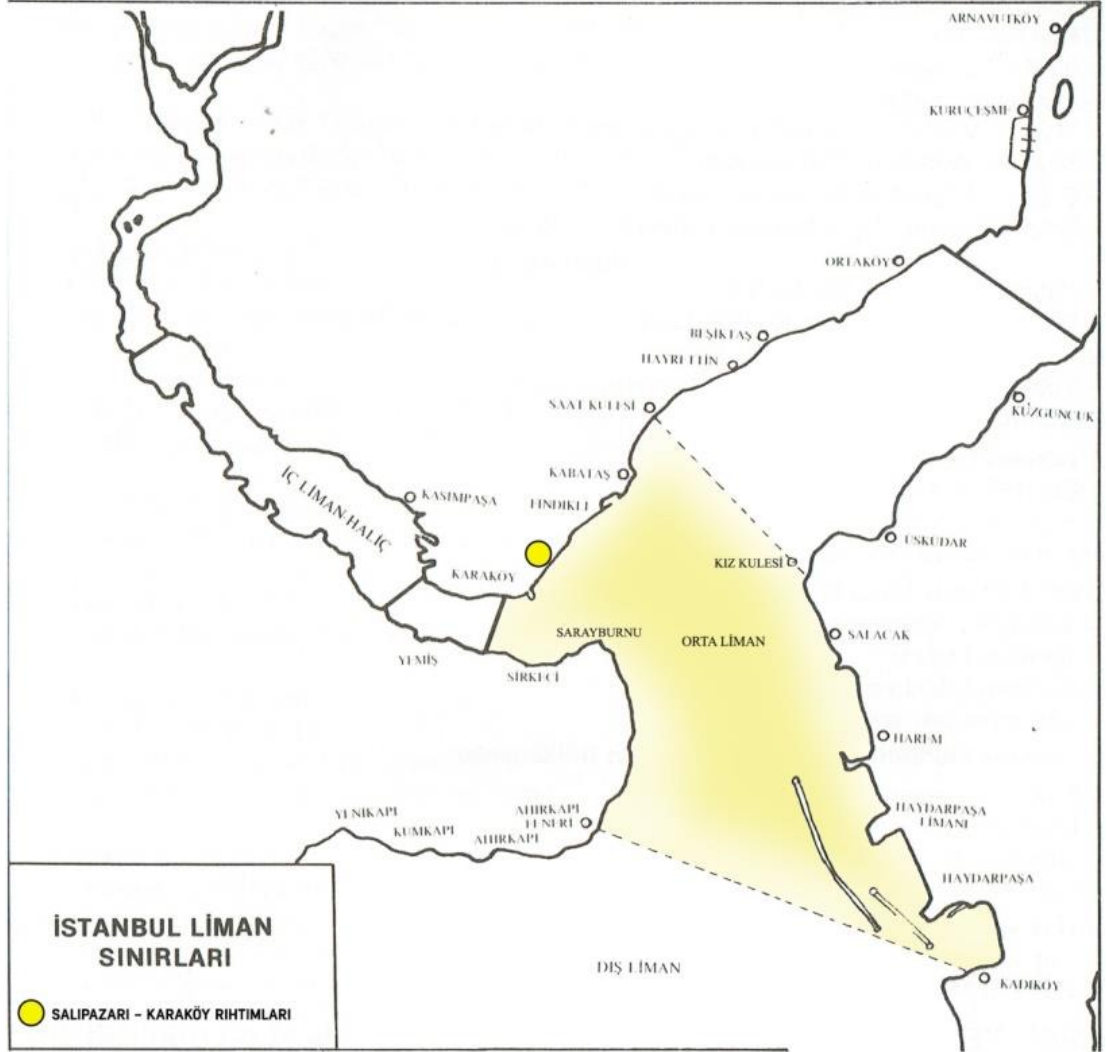 ARNAVUTKÖY
KURUÇEŞME
ORTAKÖY
BEŞİKTAŞ
HAYRETTİN
SAAT KULESİ
KUZGUNCUK
KABATAŞ
FINDIKLI
KASIMPAŞA
İÇ LİMAN-HALİÇ
ÜSKÜDAR
KIZ KULESİ
KARAKÖY
SARAYBURNU
ORTA LİMAN
SALACAK
YEMİŞ
SİRKECİ
HAREM
YENİKAPI
KUMKAPI
AHIRKAPI
AHIRKAPI
FENERİ
HAYDARPAŞA
LİMANI
HAYDARPAŞA
DIŞ LİMAN
KADIKÖY
İSTANBUL LİMAN
SINIRLARI
SALIPAZARI - KARAKÖY RIHTIMLARI